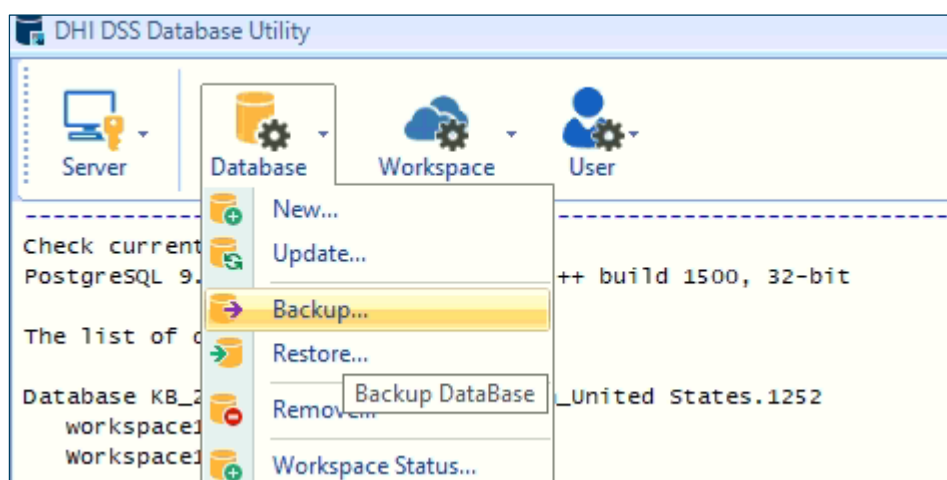 DHI DSS Database Utility
Server Database Workspace User
New...
Check current
Update...
PostgreSQL 9. ++ build 1500, 32-bit
Backup...
The list of
Restore...
Backup DataBase
Database KB_ _United States.1252
Remove...
workspace1
Workspace1
Workspace Status...